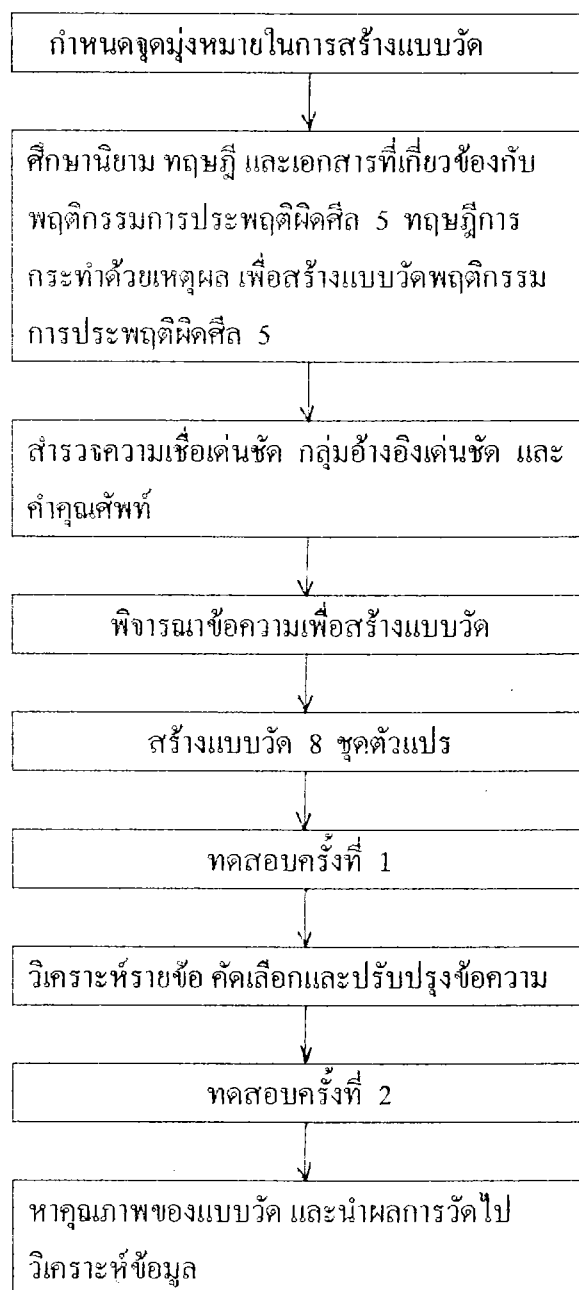 กำหนดจุดมุ่งหมายในการสร้างแบบวัด
ศึกษานิยาม ทฤษฎี และเอกสารที่เกี่ยวข้องกับ
พฤติกรรมการประพฤติผิดศีล 5 ทฤษฎีการ
กระทำด้วยเหตุผล เพื่อสร้างแบบวัดพฤติกรรม
การประพฤติผิดศีล 5
สำรวจความเชื่อเด่นชัด กลุ่มอ้างอิงเด่นชัด และ
คำคุณศัพท์
พิจารณาข้อความเพื่อสร้างแบบวัด
สร้างแบบวัด 8 ชุดตัวแปร
ทดสอบครั้งที่ 1
วิเคราะห์รายข้อ คัดเลือกและปรับปรุงข้อความ
ทดสอบครั้งที่ 2
หาคุณภาพของแบบวัด และนำผลการวัดไป
วิเคราะห์ข้อมูล